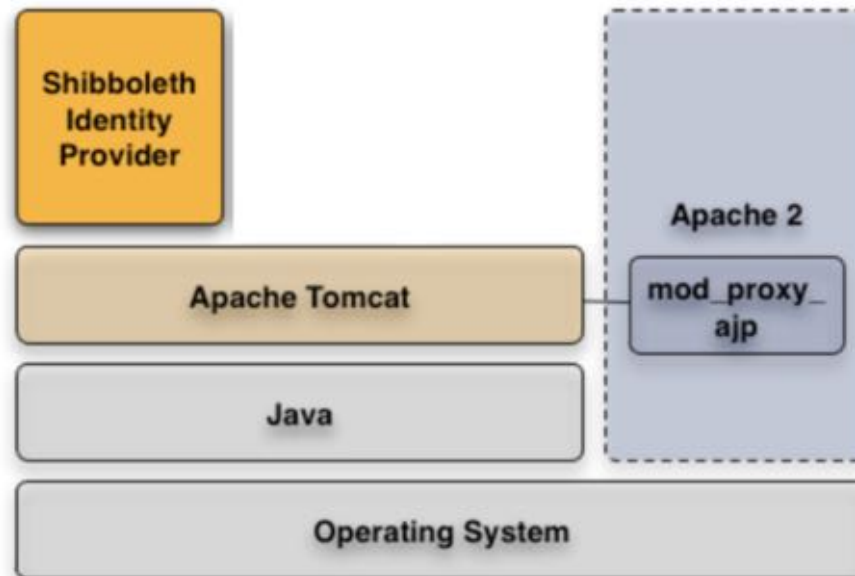 Shibboleth
Identity
Provider
Apache 2
Apache Tomcat
mod_proxy_
ajp
Java
Operating System